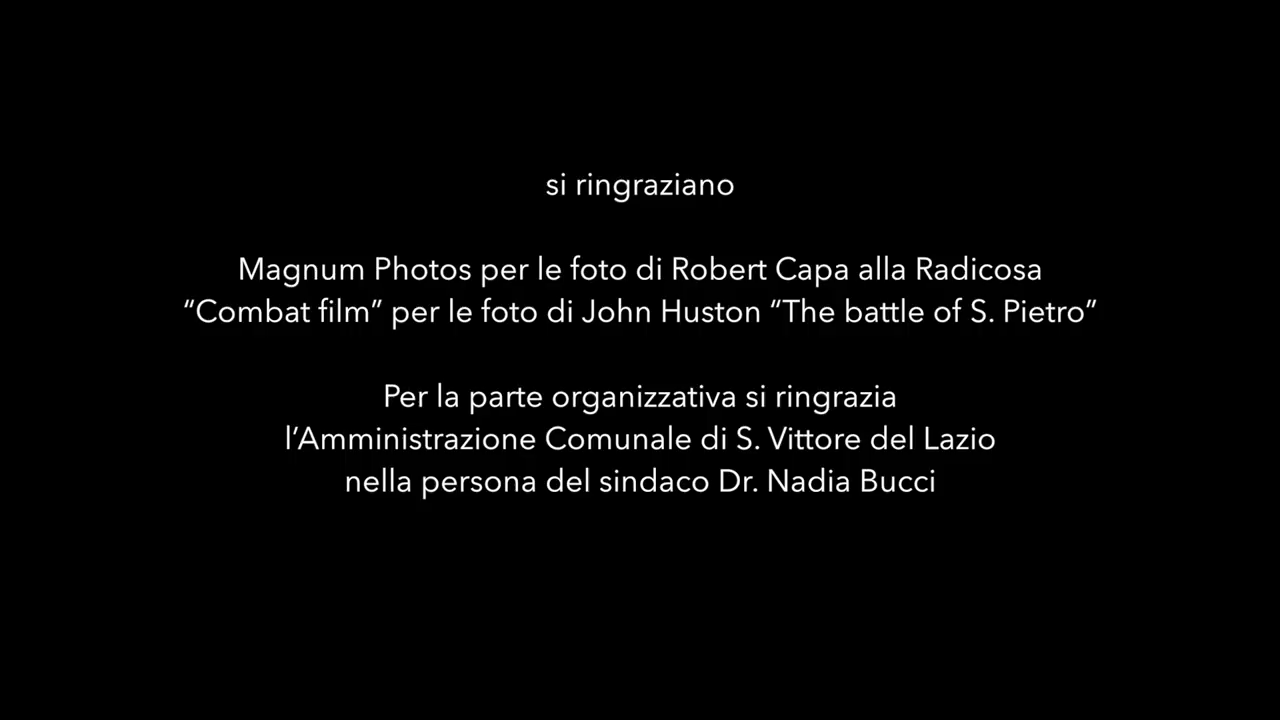 si ringraziano
Magnum Photos per le foto di Robert Capa alla Radicosa
“Combat film” per le foto di John Huston “The battle of S. Pietro”
Per la parte organizzativa si ringrazia
l’Amministrazione Comunale di S. Vittore del Lazio
nella persona del sindaco Dr. Nadia Bucci